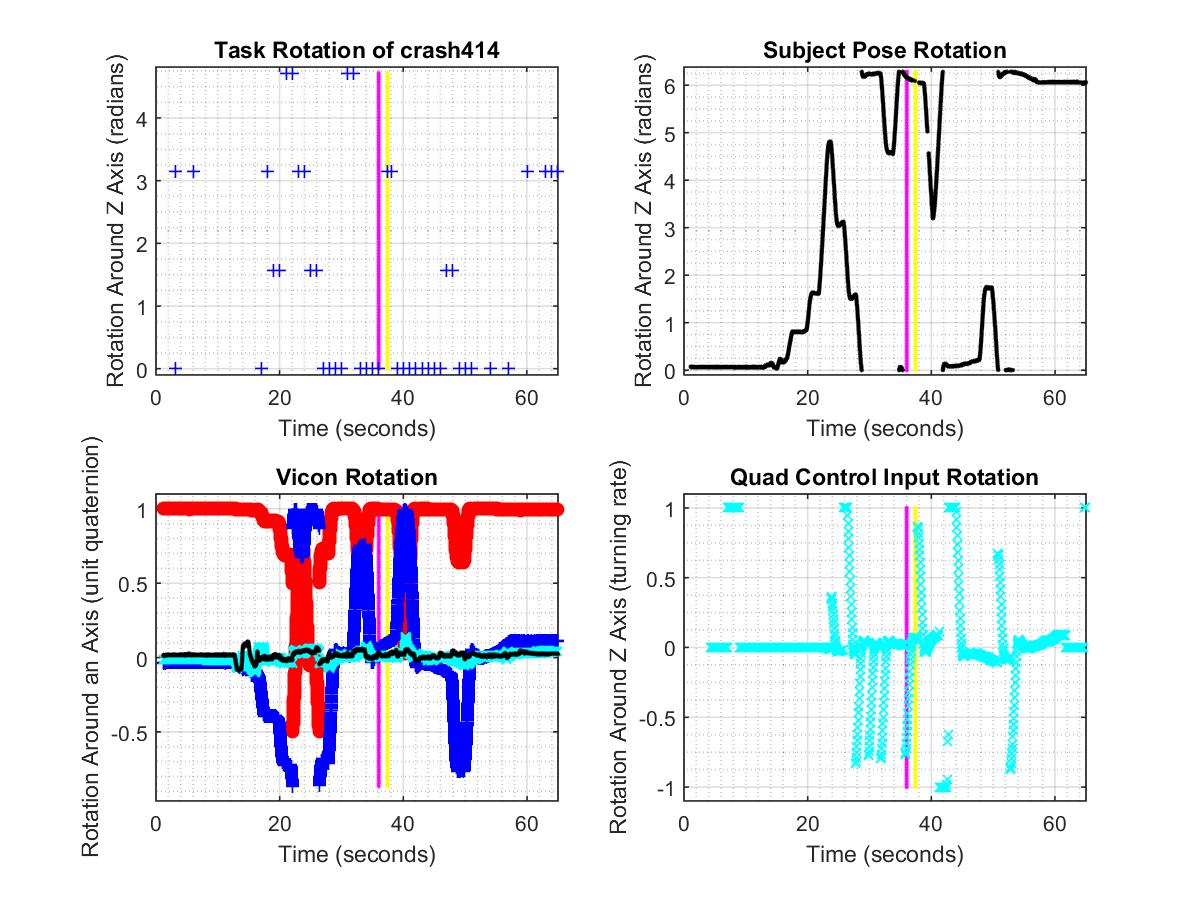 Task Rotation of crash414
Rotation Around Z Axis (radians)
4
3
2
1
0
0 20 40 60
Time (seconds)
Subject Pose Rotation
Rotation Around Z Axis (radians)
6
5
4
3
2
1
0
0 20 40 60
Time (seconds)
Vicon Rotation
Rotation Around an Axis (unit quaternion)
1
0.5
0
-0.5
0 20 40 60
Time (seconds)
Quad Control Input Rotation
Rotation Around Z Axis (turning rate)
1
0.5
0
-0.5
-1
0 20 40 60
Time (seconds)